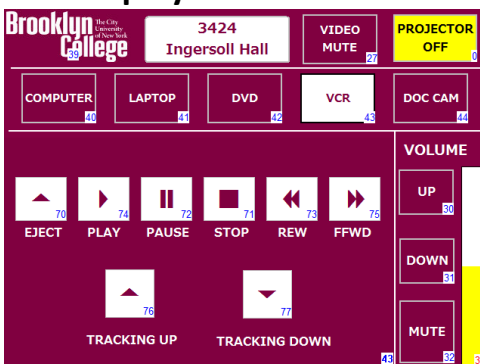 Brooklyn The City
University
of New York
College
39
3424
Ingersoll Hall
VIDEO
MUTE
27
PROJECTOR
OFF
0
COMPUTER
40
LAPTOP
41
DVD
42
VCR
43
DOC CAM
44
VOLUME
70
74
72
71
73
75
EJECT PLAY PAUSE STOP REW FFWD
UP
30
76
77
DOWN
31
TRACKING UP TRACKING DOWN
MUTE
32
43
3